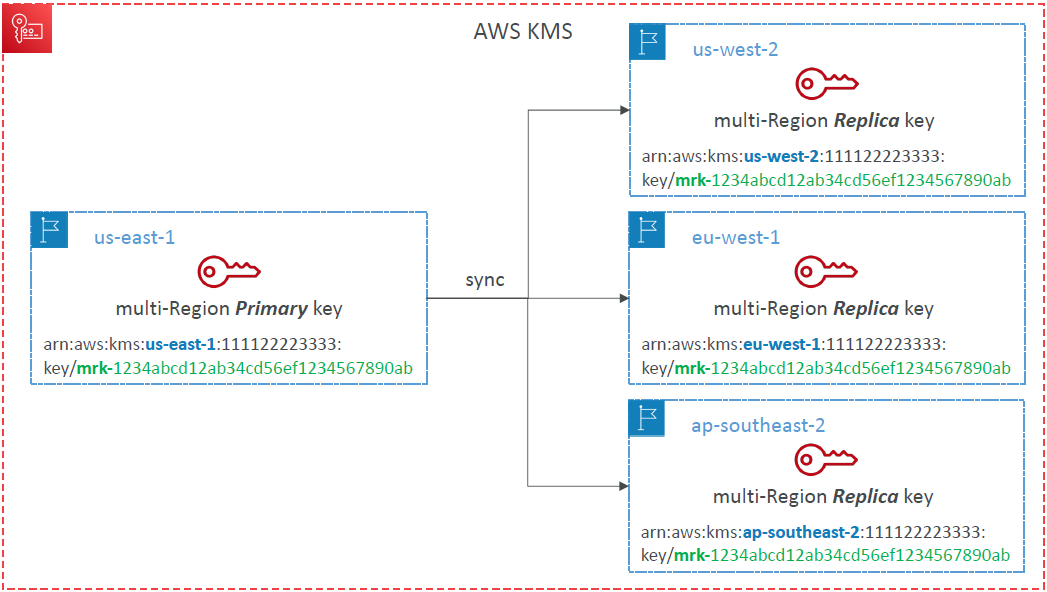 AWS KMS
us-east-1
multi-Region Primary key
arn:aws:kms:us-east-1:111122223333:
key/mrk-1234abcd12ab34cd56ef1234567890ab
sync
us-west-2
multi-Region Replica key
arn:aws:kms:us-west-2:111122223333:
key/mrk-1234abcd12ab34cd56ef1234567890ab
eu-west-1
multi-Region Replica key
arn:aws:kms:eu-west-1:111122223333:
key/mrk-1234abcd12ab34cd56ef1234567890ab
ap-southeast-2
multi-Region Replica key
arn:aws:kms:ap-southeast-2:111122223333:
key/mrk-1234abcd12ab34cd56ef1234567890ab